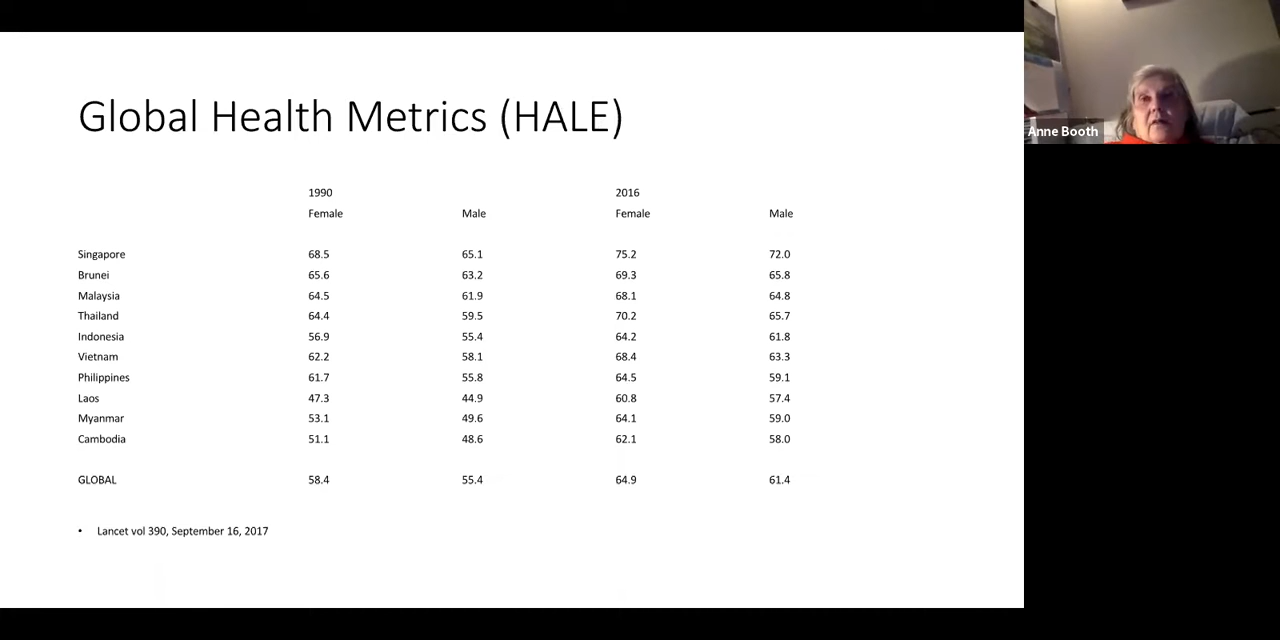 Global Health Metrics (HALE)
1990 2016
Female Male Female Male
Singapore 68.5 65.1 75.2 72.0
Brunei 65.6 63.2 69.3 65.8
Malaysia 64.5 61.9 68.1 64.8
Thailand 64.4 59.5 70.2 65.7
Indonesia 56.9 55.4 64.2 61.8
Vietnam 62.2 58.1 68.4 63.3
Philippines 61.7 55.8 64.5 59.1
Laos 47.3 44.9 60.8 57.4
Myanmar 53.1 49.6 64.1 59.0
Cambodia 51.1 48.6 62.1 58.0
GLOBAL 58.4 55.4 64.9 61.4
• Lancet vol 390, September 16, 2017
Anne Booth